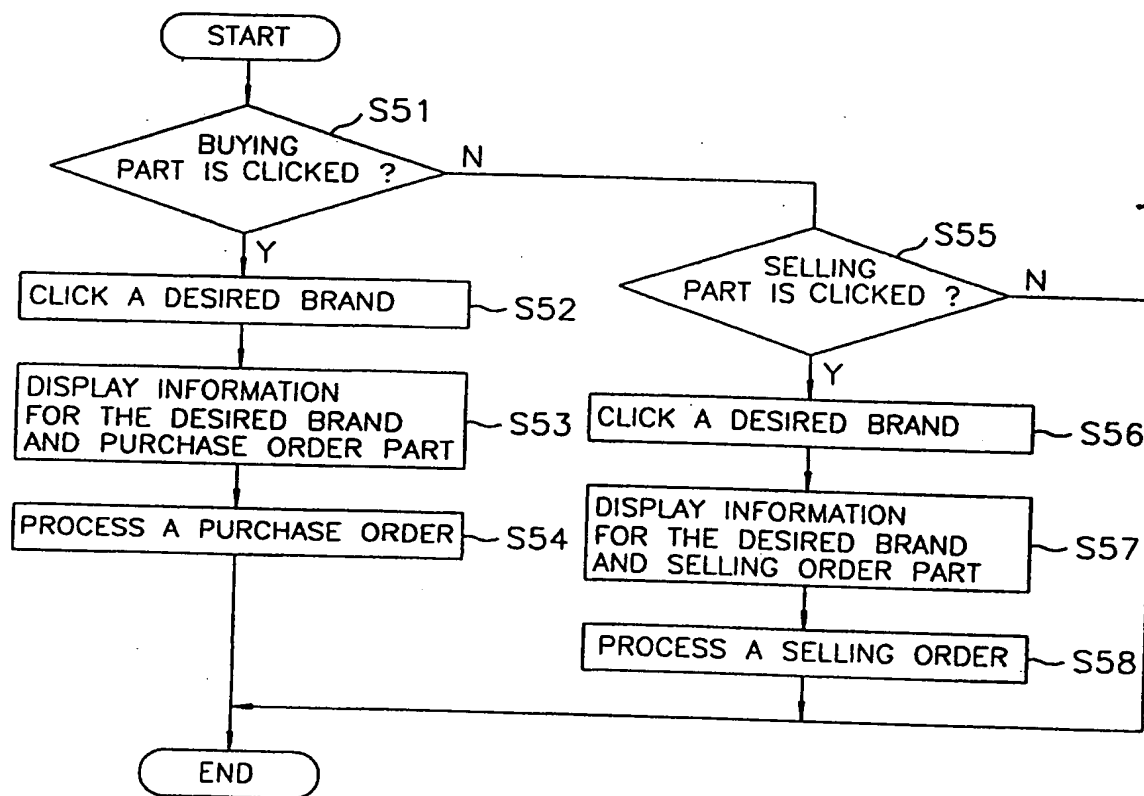 START
S51
BUYING
PART IS CLICKED ?
N
Y
CLICK A DESIRED BRAND
S52
DISPLAY INFORMATION
FOR THE DESIRED BRAND
AND PURCHASE ORDER PART
S53
PROCESS A PURCHASE ORDER
S54
S55
SELLING
PART IS CLICKED ?
N
Y
CLICK A DESIRED BRAND
S56
DISPLAY INFORMATION
FOR THE DESIRED BRAND
AND SELLING ORDER PART
S57
PROCESS A SELLING ORDER
S58
END